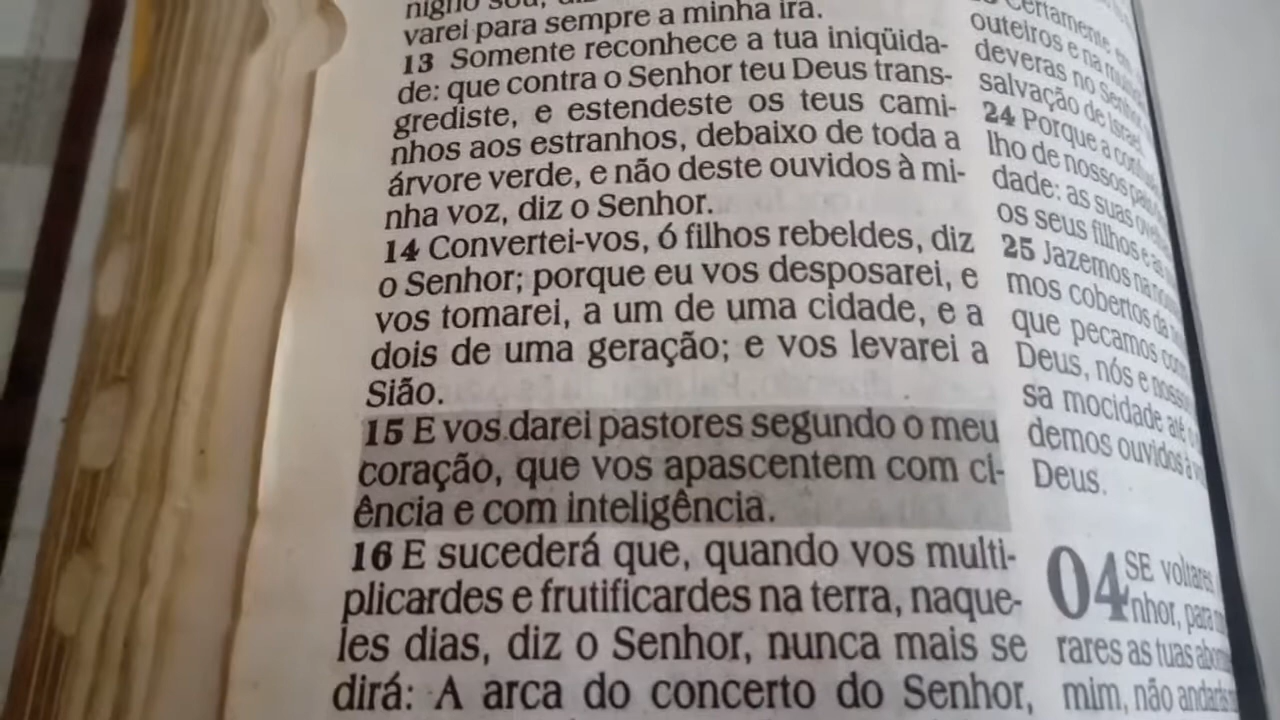 varei para sempre a minha ira.
13 Somente reconhece a tua iniqüida-
de: que contra o Senhor teu Deus trans-
grediste, e estendeste os teus cami-
nhos aos estranhos, debaixo de toda a
árvore verde, e não deste ouvidos à mi-
nha voz, diz o Senhor.
14 Convertei-vos, ó filhos rebeldes, diz
o Senhor; porque eu vos desposarei, e
vos tomarei, a um de uma cidade, e a
dois de uma geração; e vos levarei a
Sião.
15 E vos darei pastores segundo o meu
coração, que vos apascentem com ci-
ência e com inteligência.
16 E sucederá que, quando vos multi-
plicardes e frutificardes na terra, naque-
les dias, diz o Senhor, nunca mais se
dirá: A arca do concerto do Senhor,
Certamente
outeiros e na
deveras no Senhor
salvação de Israel.
24 Porque a
lho de nossos
dade: as suas
os seus filhos e as
25 Jazemos na
mos cobertos da
que pecamos
Deus, nós e
sa mocidade até
demos ouvidos à
Deus.
04 SE voltares
nhor, para
rares as tuas
mim, não